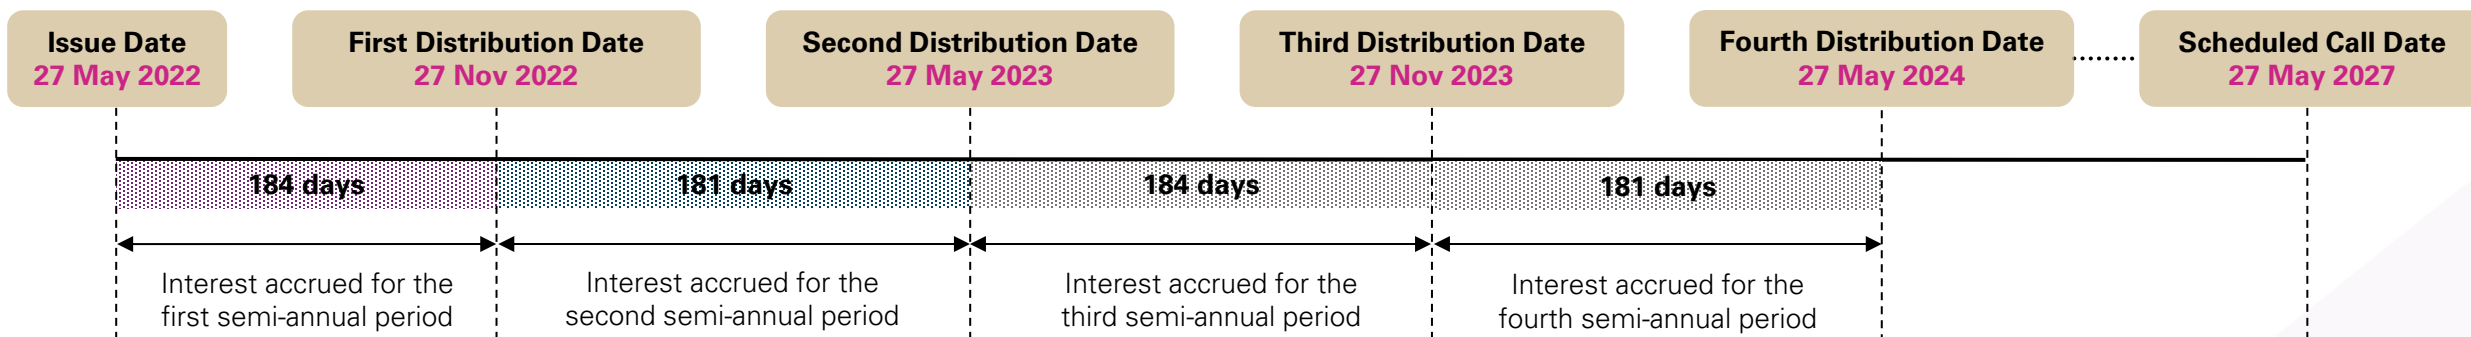 Issue Date
27 May 2022
First Distribution Date
27 Nov 2022
Second Distribution Date
27 May 2023
Third Distribution Date
27 Nov 2023
Fourth Distribution Date
27 May 2024
Scheduled Call Date
27 May 2027
184 days
181 days
184 days
181 days
Interest accrued for the
first semi-annual period
Interest accrued for the
second semi-annual period
Interest accrued for the
third semi-annual period
Interest accrued for the
fourth semi-annual period